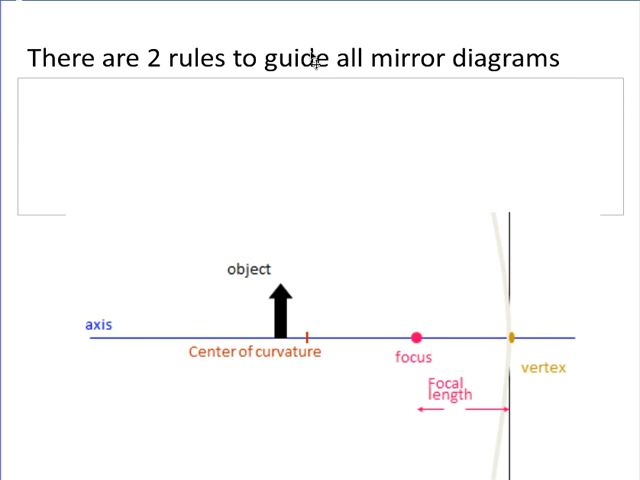 There are 2 rules to guide all mirror diagrams
object
axis
Center of curvature
focus
vertex
Focal
length